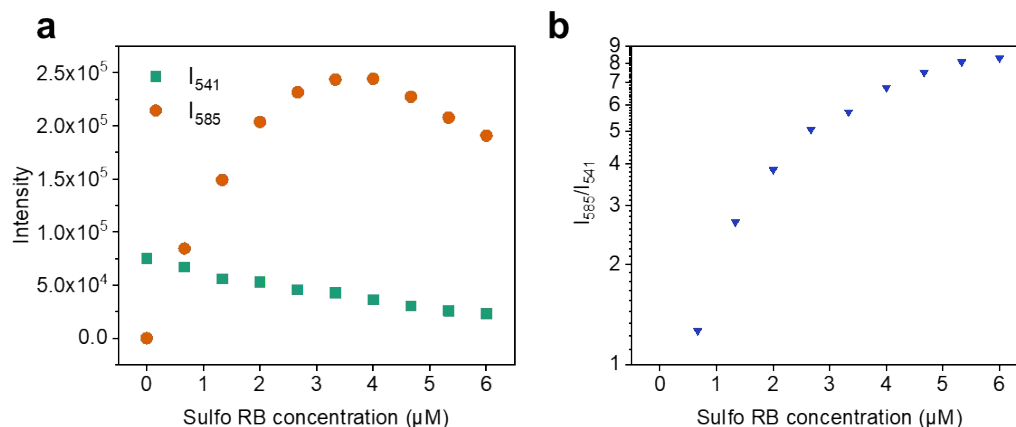 a
I541
I585
2.5x10^5
2.0x10^5
1.5x10^5
1.0x10^5
5.0x10^4
0.0
Intensity
0 1 2 3 4 5 6
Sulfo RB concentration (µM)
b
9
8
7
6
5
4
3
2
1
I585/I541
0 1 2 3 4 5 6
Sulfo RB concentration (µM)